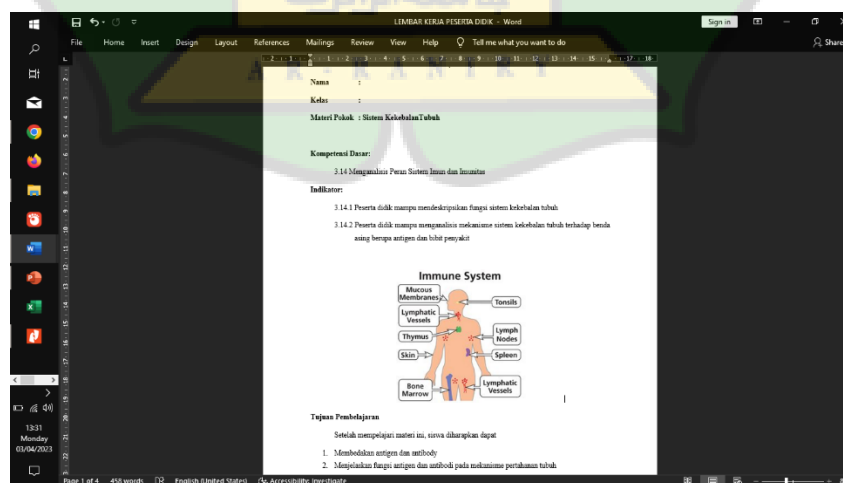 LEMBAR KERJA PESERTA DIDIK - Word
Sign in
File Home Insert Design Layout References Mailings Review View Help Tell me what you want to do
Share
A R - R A N I R Y
Nama :
Kelas :
Materi Pokok : Sistem KekebalanTubuh
Kompetensi Dasar:
3.14 Menganalisis Peran Sistem Imun dan Imunitas
Indikator:
3.14.1 Peserta didik mampu mendeskripsikan fungsi sistem kekebalan tubuh
3.14.2 Peserta didik mampu menganalisis mekanisme sistem kekebalan tubuh terhadap benda
asing berupa antigen dan bibit penyakit
Immune System
Mucous
Membranes
Tonsils
Lymphatic
Vessels
Thymus
Lymph
Nodes
Skin
Spleen
Bone
Marrow
Lymphatic
Vessels
Tujuan Pembelajaran
Setelah mempelajari materi ini, siswa diharapkan dapat
1. Membedakan antigen dan antibody
2. Menjelaskan fungsi antigen dan antibodi pada mekanisme pertahanan tubuh
13:31
Monday
03/04/2023
Page 1 of 4 458 words English (United States) Accessibility: Investigate